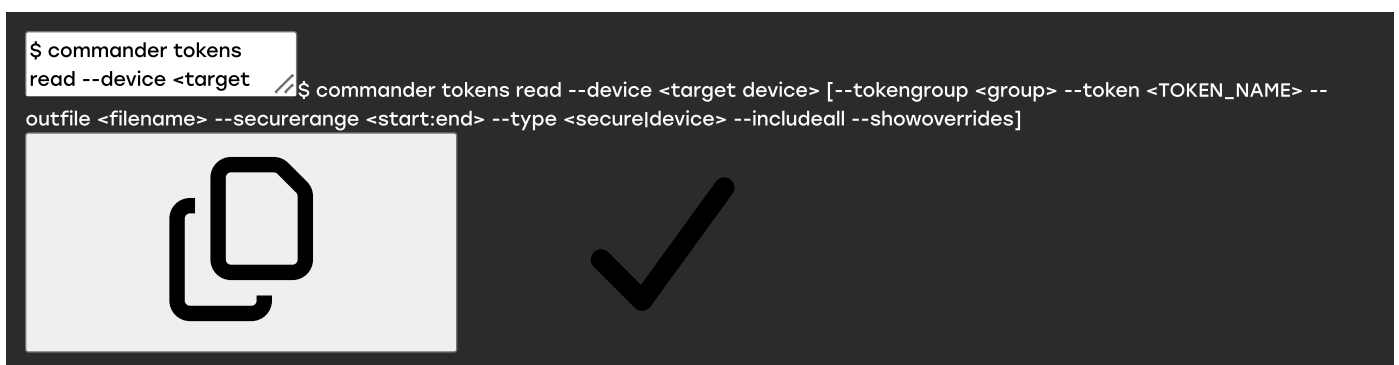 $ commander tokens
read --device <target
$ commander tokens read --device <target device> [--tokengroup <group> --token <TOKEN_NAME> --
outfile <filename> --securerange <start:end> --type <secure|device> --includeall --showoverrides]